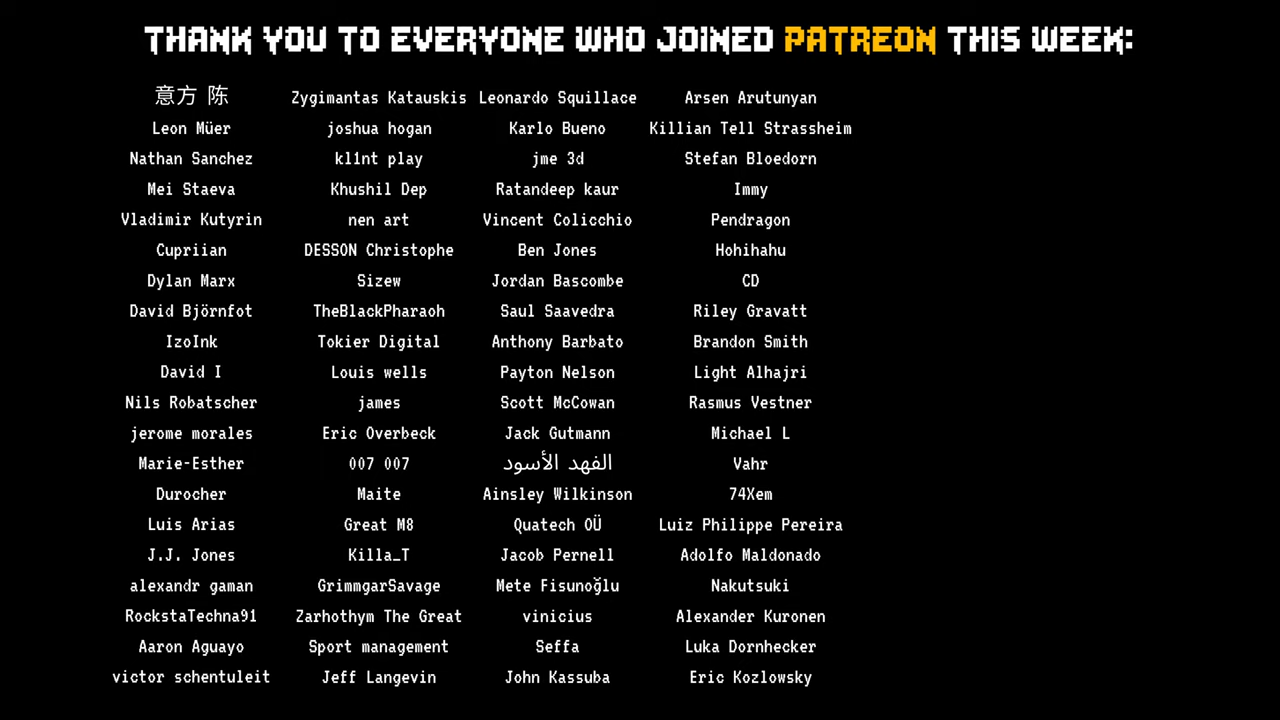 THANK YOU TO EVERYONE WHO JOINED PATREON THIS WEEK:
意方 陈
Leon Müer
Nathan Sanchez
Mei Staeva
Vladimir Kutyrin
Cupriian
Dylan Marx
David Björnfot
IzoInk
David I
Nils Robatscher
jerome morales
Marie-Esther
Durocher
Luis Arias
J.J. Jones
alexandr gaman
RockstaTechna91
Aaron Aguayo
victor schentuleit
Zygimantas Katauskis
joshua hogan
kl1nt play
Khushil Dep
nen art
DESSON Christophe
Sizew
TheBlackPharaoh
Tokier Digital
Louis wells
james
Eric Overbeck
007 007
Maite
Great M8
Killa_T
GrimmgarSavage
Zarhothym The Great
Sport management
Jeff Langevin
Leonardo Squillace
Karlo Bueno
jme 3d
Ratandeep kaur
Vincent Colicchio
Ben Jones
Jordan Bascombe
Saul Saavedra
Anthony Barbato
Payton Nelson
Scott McCowan
Jack Gutmann
الفهد الأسود
Ainsley Wilkinson
Quatech OÜ
Jacob Pernell
Mete Fisunoğlu
vinicius
Seffa
John Kassuba
Arsen Arutunyan
Killian Tell Strassheim
Stefan Bloedorn
Immy
Pendragon
Hohihahu
CD
Riley Gravatt
Brandon Smith
Light Alhajri
Rasmus Vestner
Michael L
Vahr
74Xem
Luiz Philippe Pereira
Adolfo Maldonado
Nakutsuki
Alexander Kuronen
Luka Dornhecker
Eric Kozlowsky